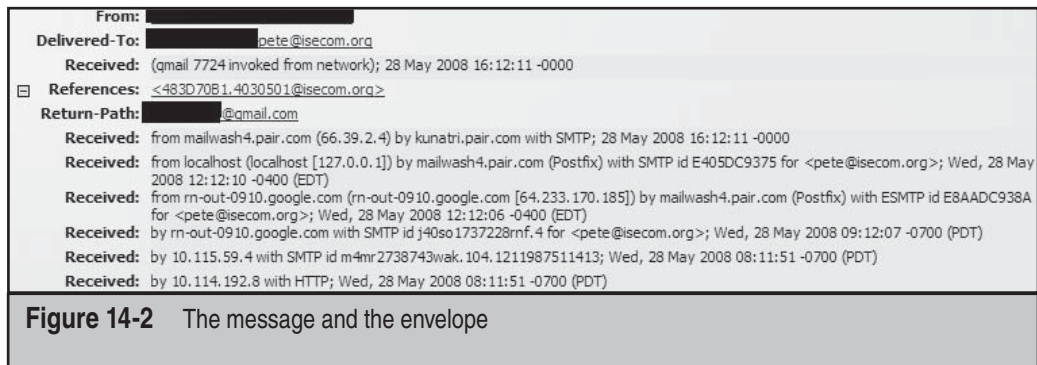 From:
Delivered-To: pete@isecom.org
Received: (qmail 7724 invoked from network); 28 May 2008 16:12:11 -0000
References: <483D70B1.4030501@isecom.org>
Return-Path: @gmail.com
Received: from mailwash4.pair.com (66.39.2.4) by kunatri.pair.com with SMTP; 28 May 2008 16:12:11 -0000
Received: from localhost (localhost [127.0.0.1]) by mailwash4.pair.com (Postfix) with SMTP id E405DC9375 for <pete@isecom.org>; Wed, 28 May
2008 12:12:10 -0400 (EDT)
Received: from rn-out-0910.google.com (rn-out-0910.google.com [64.233.170.185]) by mailwash4.pair.com (Postfix) with ESMTP id E8AADC938A
for <pete@isecom.org>; Wed, 28 May 2008 12:12:06 -0400 (EDT)
Received: by rn-out-0910.google.com with SMTP id j40so1737228rnf.4 for <pete@isecom.org>; Wed, 28 May 2008 09:12:07 -0700 (PDT)
Received: by 10.115.59.4 with SMTP id m4mr2738743wak.104.1211987511413; Wed, 28 May 2008 08:11:51 -0700 (PDT)
Received: by 10.114.192.8 with HTTP; Wed, 28 May 2008 08:11:51 -0700 (PDT)
Figure 14-2 The message and the envelope